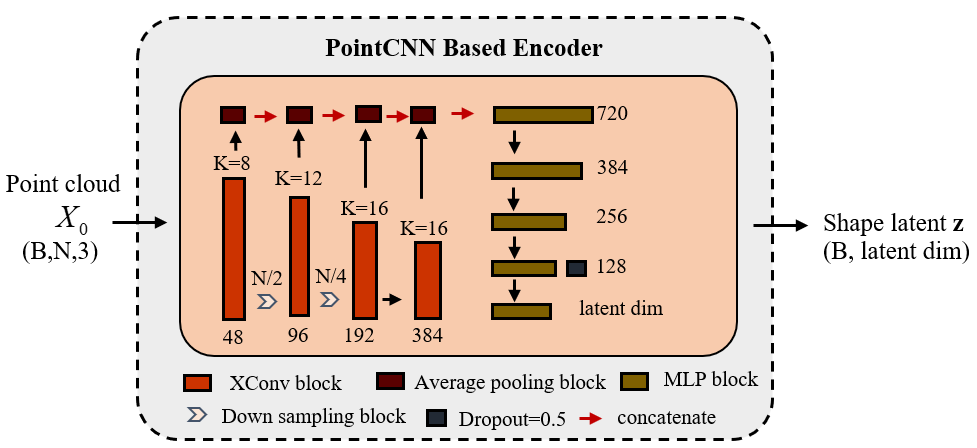 PointCNN Based Encoder
720
K=8
384
K=12
Point cloud
X₀
(B,N,3)
K=16
256
K=16
Shape latent z
(B, latent dim)
N/2
N/4
128
latent dim
48
96
192
384
XConv block
Average pooling block
MLP block
Down sampling block
Dropout=0.5
concatenate